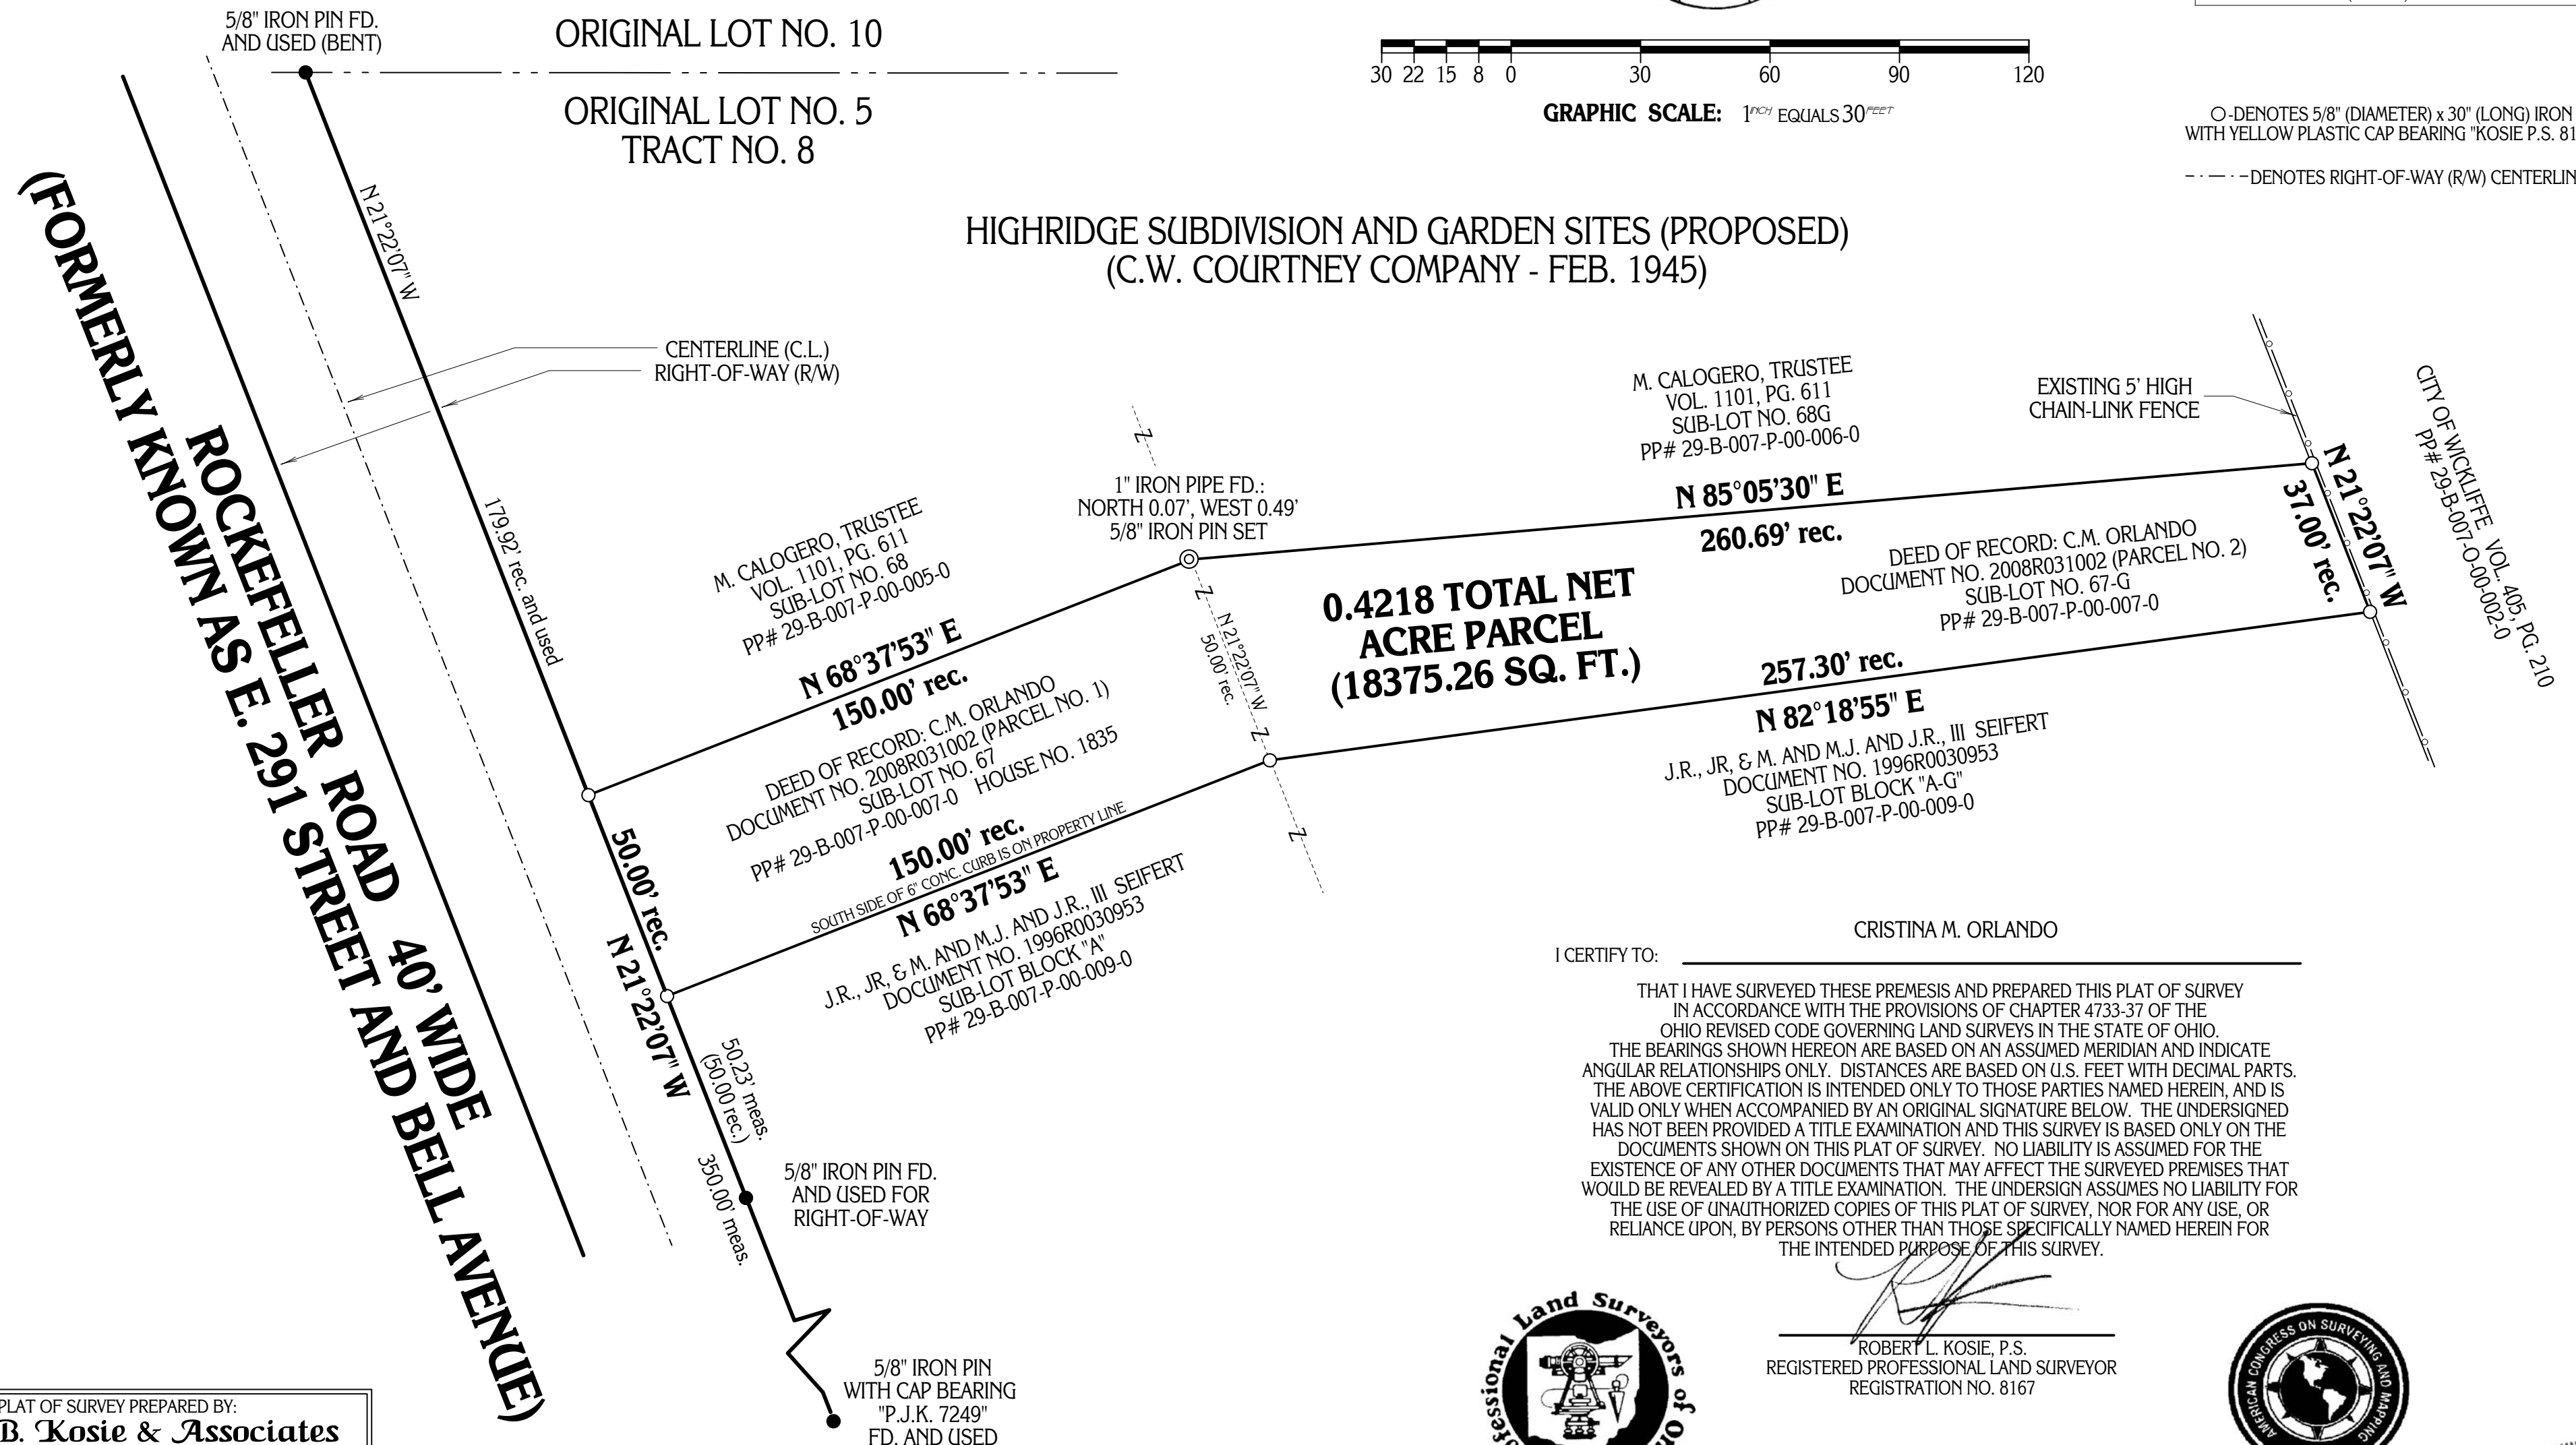 5/8" IRON PIN FD.
AND USED (BENT)
ORIGINAL LOT NO. 10
ORIGINAL LOT NO. 5
TRACT NO. 8
30 22 15 8 0 30 60 90 120
GRAPHIC SCALE: 1 INCH EQUALS 30 FEET
O-DENOTES 5/8" (DIAMETER) x 30" (LONG) IRON
WITH YELLOW PLASTIC CAP BEARING "KOSIE P.S. 81
DENOTES RIGHT-OF-WAY (R/W) CENTERLIN
HIGHRIDGE SUBDIVISION AND GARDEN SITES (PROPOSED)
(C.W. COURTNEY COMPANY - FEB. 1945)
N 21°22'07" W
179.92' rec. and used
CENTERLINE (C.L.)
RIGHT-OF-WAY (R/W)
ROCKEFELLER ROAD 40' WIDE
(FORMERLY KNOWN AS E. 291 STREET AND BELL AVENUE)
M. CALOGERO, TRUSTEE
VOL. 1101, PG. 611
SUB-LOT NO. 68
PP# 29-B-007-P-00-005-0
N 68°37'53" E
150.00' rec.
Z
1" IRON PIPE FD.:
NORTH 0.07', WEST 0.49'
5/8" IRON PIN SET
M. CALOGERO, TRUSTEE
VOL. 1101, PG. 611
SUB-LOT NO. 68G
PP# 29-B-007-P-00-006-0
N 85°05'30" E
260.69' rec.
EXISTING 5' HIGH
CHAIN-LINK FENCE
N 21°22'07" W
37.00' rec.
CITY OF WICKLIFFE VOL. 405, PG. 210
PP# 29-B-007-O-00-002-0
DEED OF RECORD: C.M. ORLANDO
DOCUMENT NO. 2008R031002 (PARCEL NO. 2)
SUB-LOT NO. 67-G
PP# 29-B-007-P-00-007-0
0.4218 TOTAL NET
ACRE PARCEL
(18375.26 SQ. FT.)
Z
N 21°22'07" W
50.00' rec.
Z
Z
257.30' rec.
N 82°18'55" E
J.R., JR, & M. AND M.J. AND J.R., III SEIFERT
DOCUMENT NO. 1996R0030953
SUB-LOT BLOCK "A-G"
PP# 29-B-007-P-00-009-0
DEED OF RECORD: C.M. ORLANDO
DOCUMENT NO. 2008R031002 (PARCEL NO. 1)
SUB-LOT NO. 67
PP# 29-B-007-P-00-007-0 HOUSE NO. 1835
150.00' rec.
SOUTH SIDE OF 6" CONC. CURB IS ON PROPERTY LINE
N 68°37'53" E
J.R., JR, & M. AND M.J. AND J.R., III SEIFERT
DOCUMENT NO. 1996R0030953
SUB-LOT BLOCK "A"
PP# 29-B-007-P-00-009-0
50.00' rec.
N 21°22'07" W
50.23' meas.
(50.00 rec.)
350.00' meas.
5/8" IRON PIN FD.
AND USED FOR
RIGHT-OF-WAY
5/8" IRON PIN
WITH CAP BEARING
"P.J.K. 7249"
FD. AND USED
CRISTINA M. ORLANDO
I CERTIFY TO:
THAT I HAVE SURVEYED THESE PREMESIS AND PREPARED THIS PLAT OF SURVEY
IN ACCORDANCE WITH THE PROVISIONS OF CHAPTER 4733-37 OF THE
OHIO REVISED CODE GOVERNING LAND SURVEYS IN THE STATE OF OHIO.
THE BEARINGS SHOWN HEREON ARE BASED ON AN ASSUMED MERIDIAN AND INDICATE
ANGULAR RELATIONSHIPS ONLY. DISTANCES ARE BASED ON U.S. FEET WITH DECIMAL PARTS.
THE ABOVE CERTIFICATION IS INTENDED ONLY TO THOSE PARTIES NAMED HEREIN, AND IS
VALID ONLY WHEN ACCOMPANIED BY AN ORIGINAL SIGNATURE BELOW. THE UNDERSIGNED
HAS NOT BEEN PROVIDED A TITLE EXAMINATION AND THIS SURVEY IS BASED ONLY ON THE
DOCUMENTS SHOWN ON THIS PLAT OF SURVEY. NO LIABILITY IS ASSUMED FOR THE
EXISTENCE OF ANY OTHER DOCUMENTS THAT MAY AFFECT THE SURVEYED PREMISES THAT
WOULD BE REVEALED BY A TITLE EXAMINATION. THE UNDERSIGN ASSUMES NO LIABILITY FOR
THE USE OF UNAUTHORIZED COPIES OF THIS PLAT OF SURVEY, NOR FOR ANY USE, OR
RELIANCE UPON, BY PERSONS OTHER THAN THOSE SPECIFICALLY NAMED HEREIN FOR
THE INTENDED PURPOSE OF THIS SURVEY.
ROBERT L. KOSIE, P.S.
REGISTERED PROFESSIONAL LAND SURVEYOR
REGISTRATION NO. 8167
ofessional Land Surveyors of O
AMERICAN CONGRESS ON SURVEYING AND MAPPING
PLAT OF SURVEY PREPARED BY:
B. Kosie & Associates